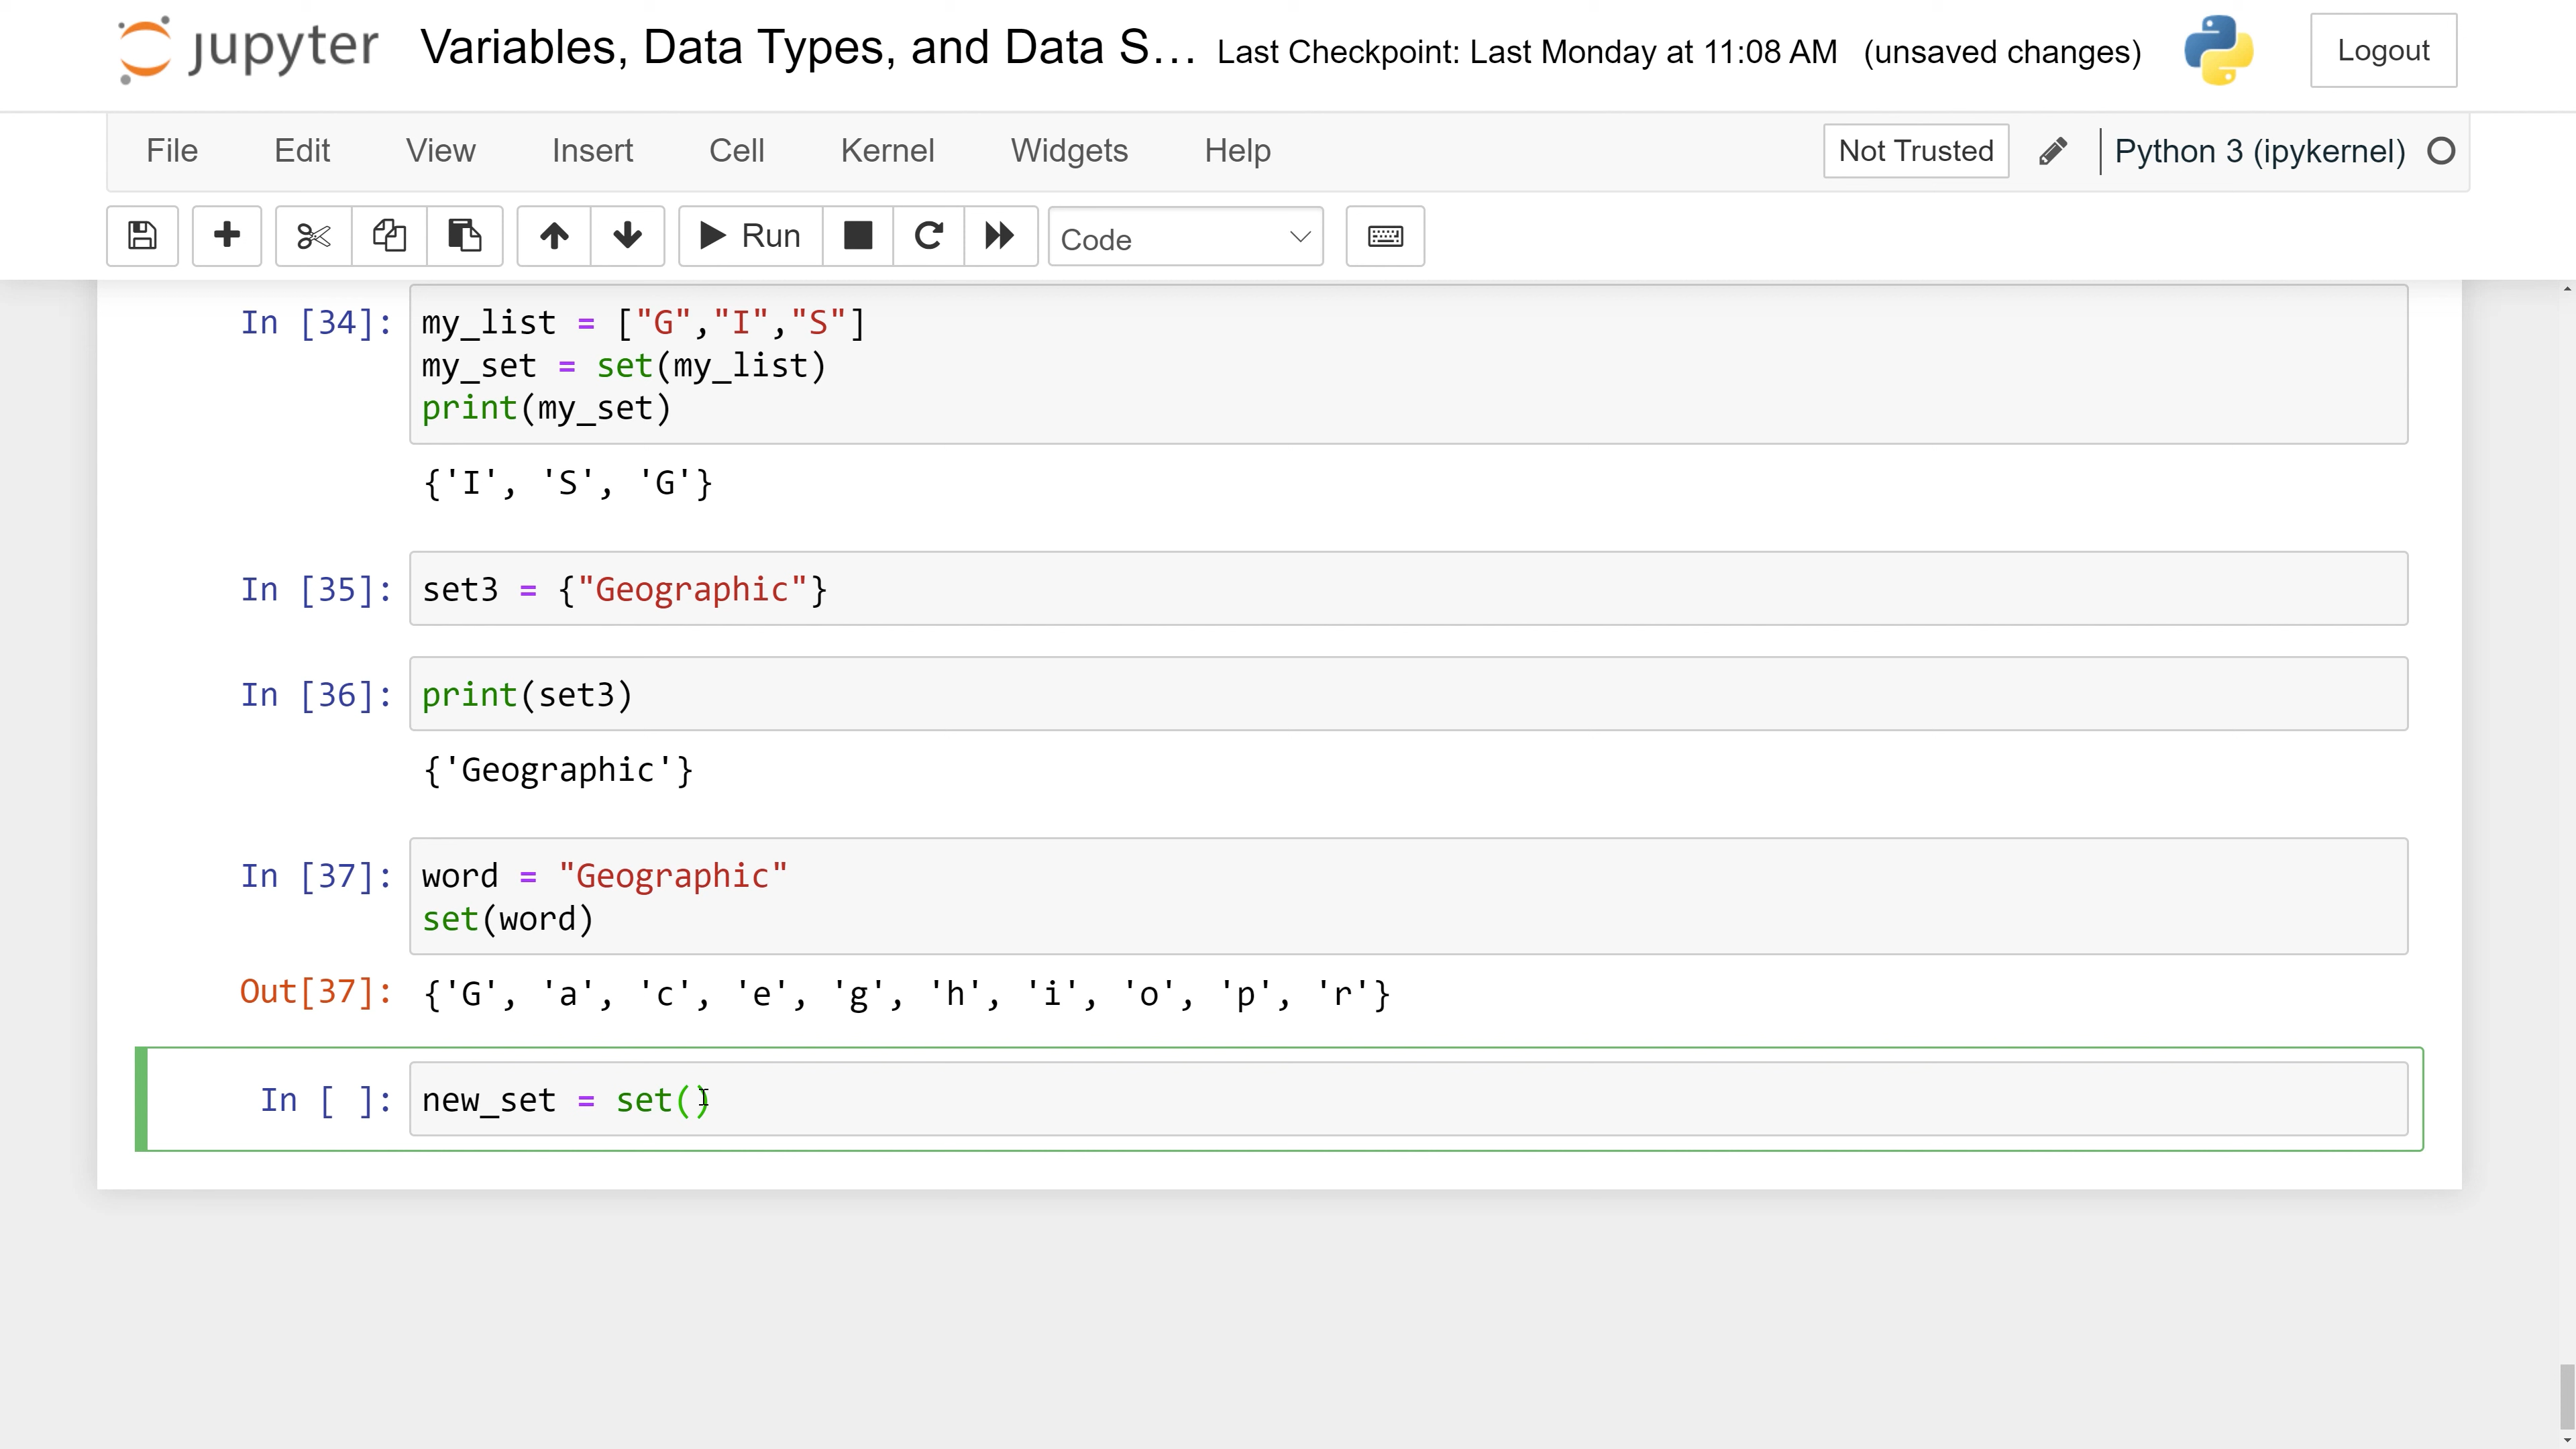 jupyter Variables, Data Types, and Data S... Last Checkpoint: Last Monday at 11:08 AM (unsaved changes) Logout
File Edit View Insert Cell Kernel Widgets Help Not Trusted Python 3 (ipykernel)
Run Code
In [34]: my_list = ["G","I","S"]
my_set = set(my_list)
print(my_set)
{'I', 'S', 'G'}
In [35]: set3 = {"Geographic"}
In [36]: print(set3)
{'Geographic'}
In [37]: word = "Geographic"
set(word)
Out[37]: {'G', 'a', 'c', 'e', 'g', 'h', 'i', 'o', 'p', 'r'}
In [ ]: new_set = set()